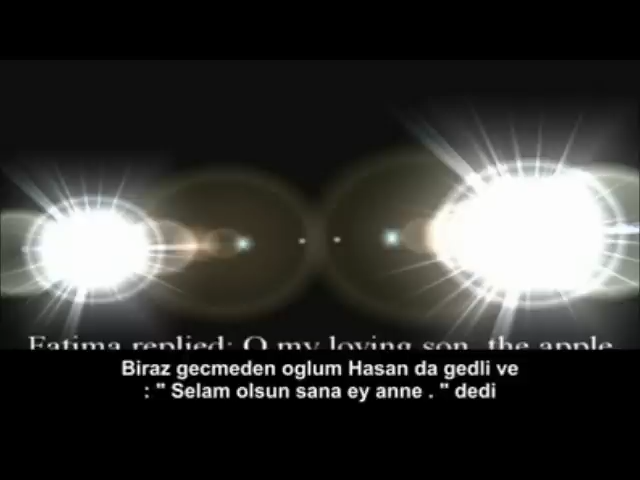 Fatima replied: O my loving son, the apple
Biraz gecmeden oglum Hasan da gedli ve
: " Selam olsun sana ey anne . " dedi